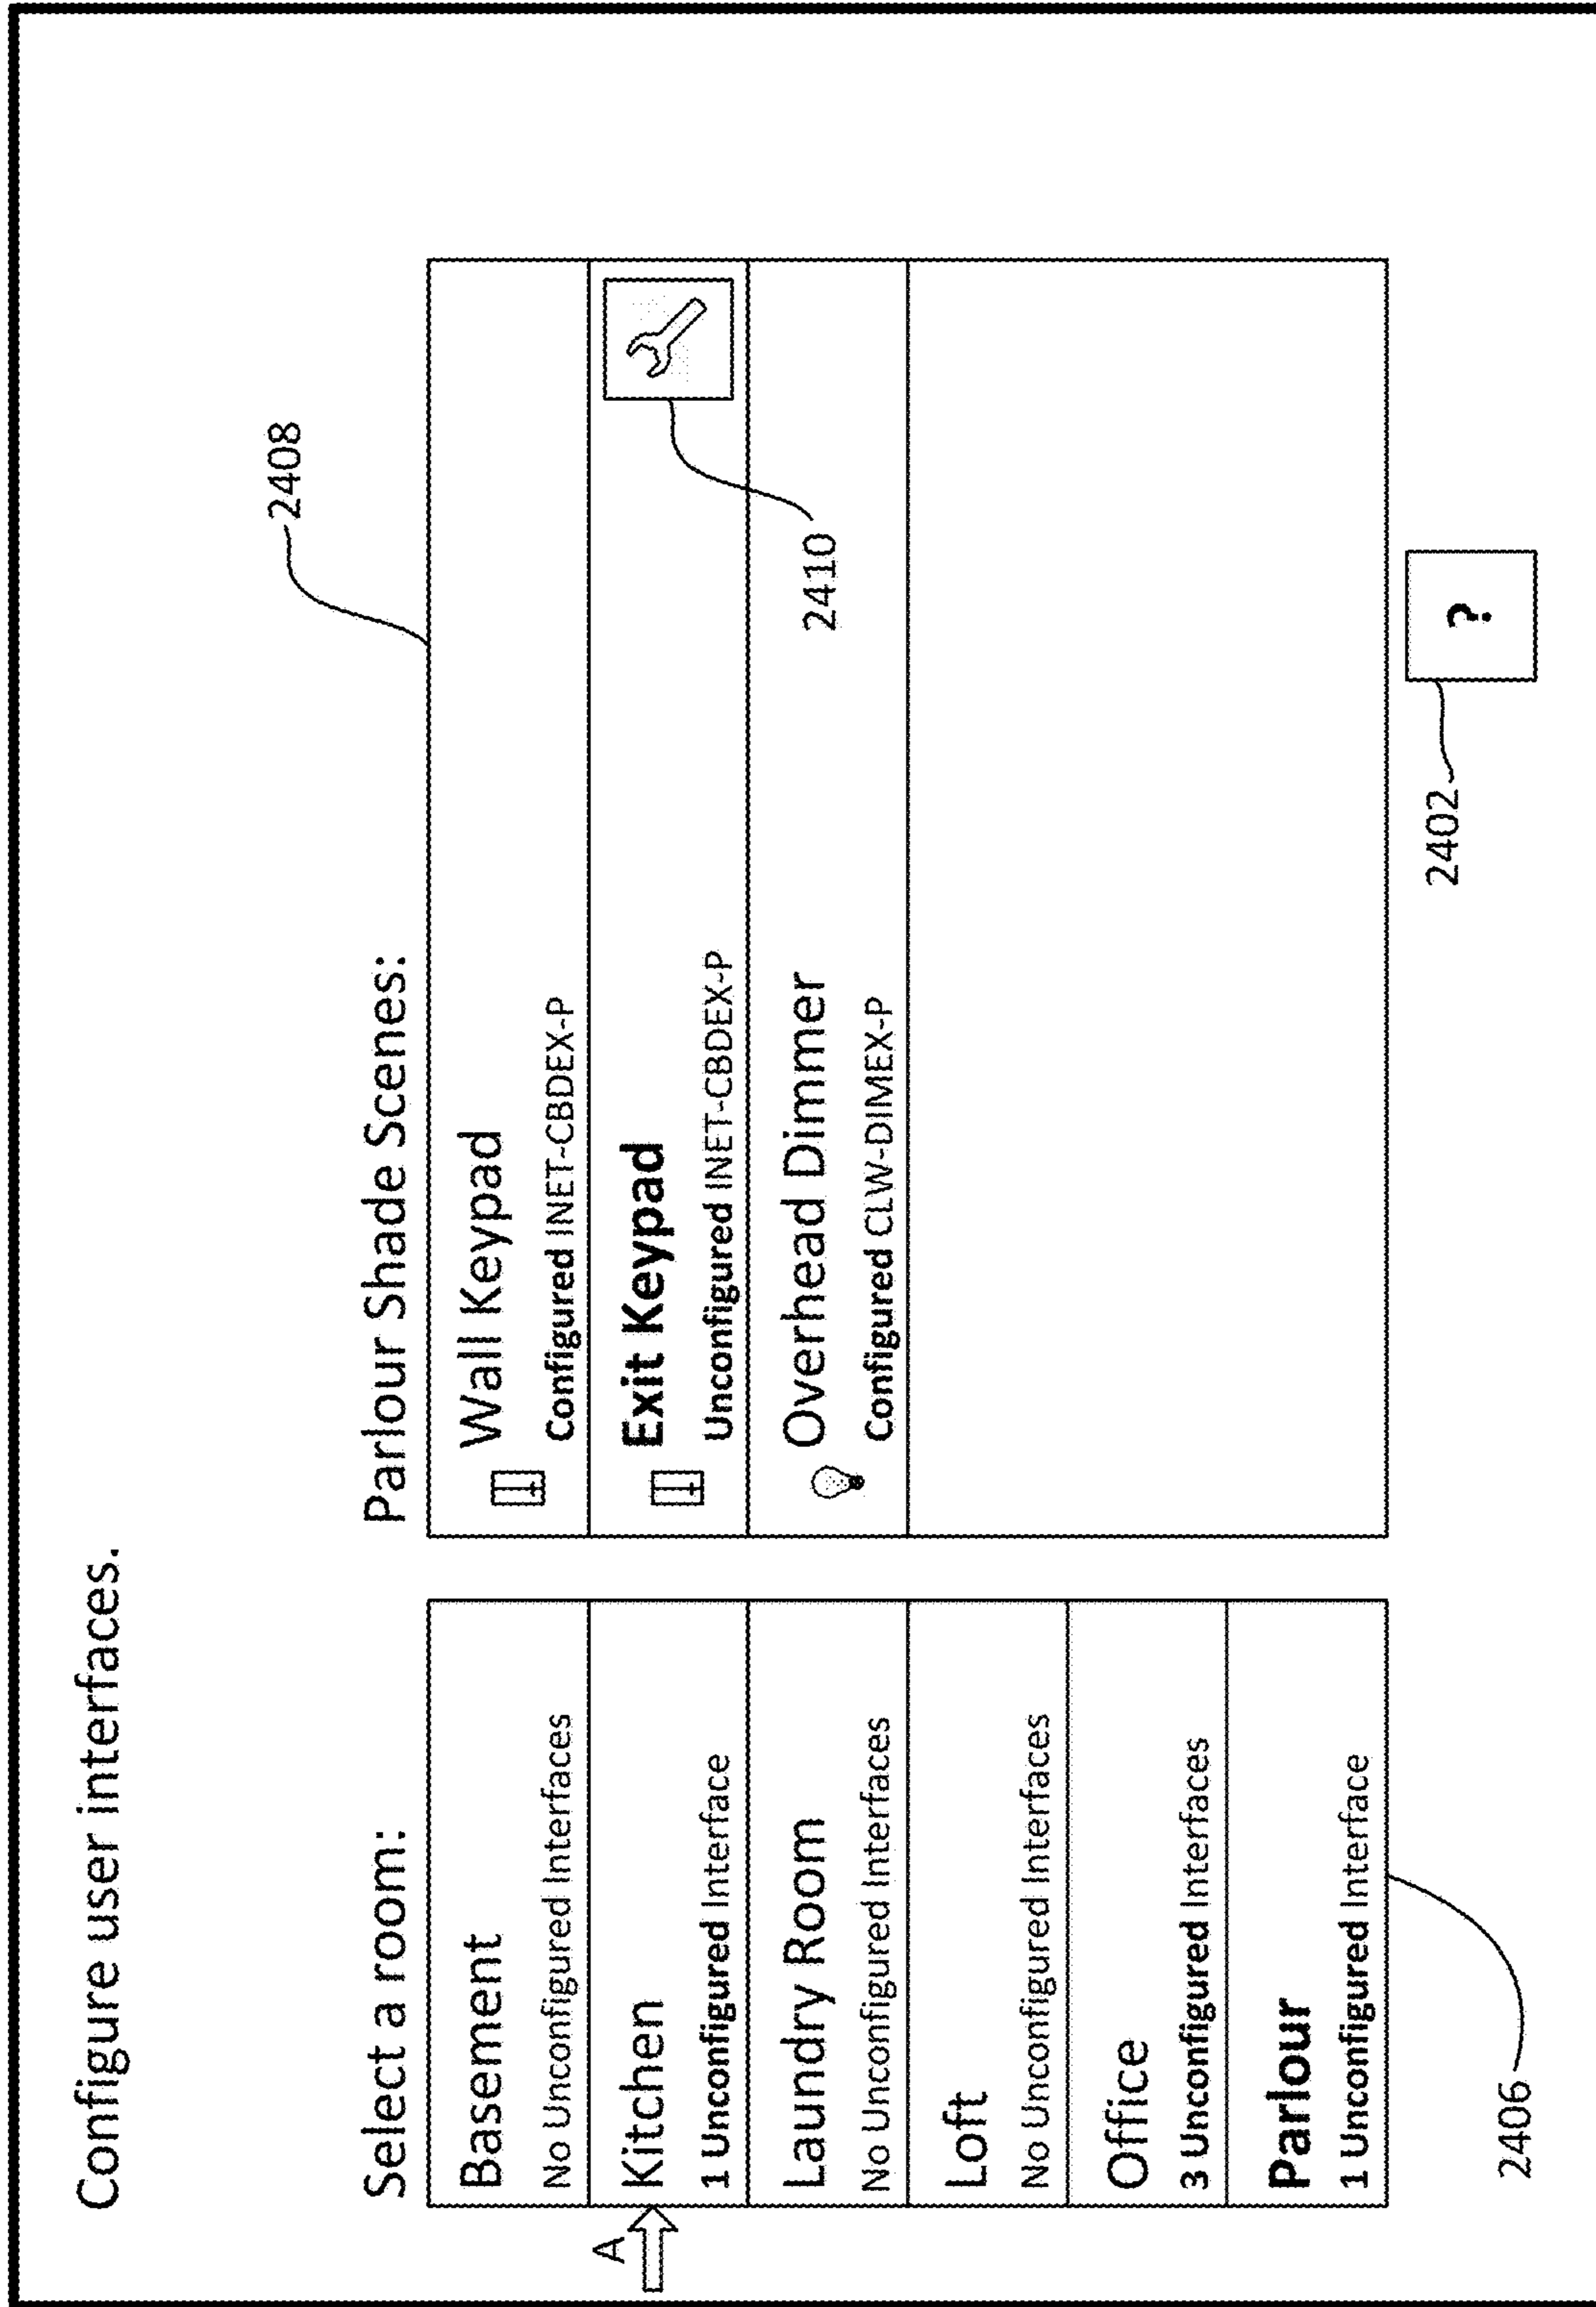 Configure user interfaces.
Select a room:
Basement
No Unconfigured Interfaces
A
Kitchen
1 Unconfigured Interface
Laundry Room
No Unconfigured Interfaces
Loft
No Unconfigured Interfaces
Office
3 Unconfigured Interfaces
Parlour
1 Unconfigured Interface
2406
Parlour Shade Scenes:
2408
Wall Keypad
Configured INET-CBDEX-P
Exit Keypad
Unconfigured INET-CBDEX-P
Overhead Dimmer
Configured CLW-DIMEX-P
2410
2402
?